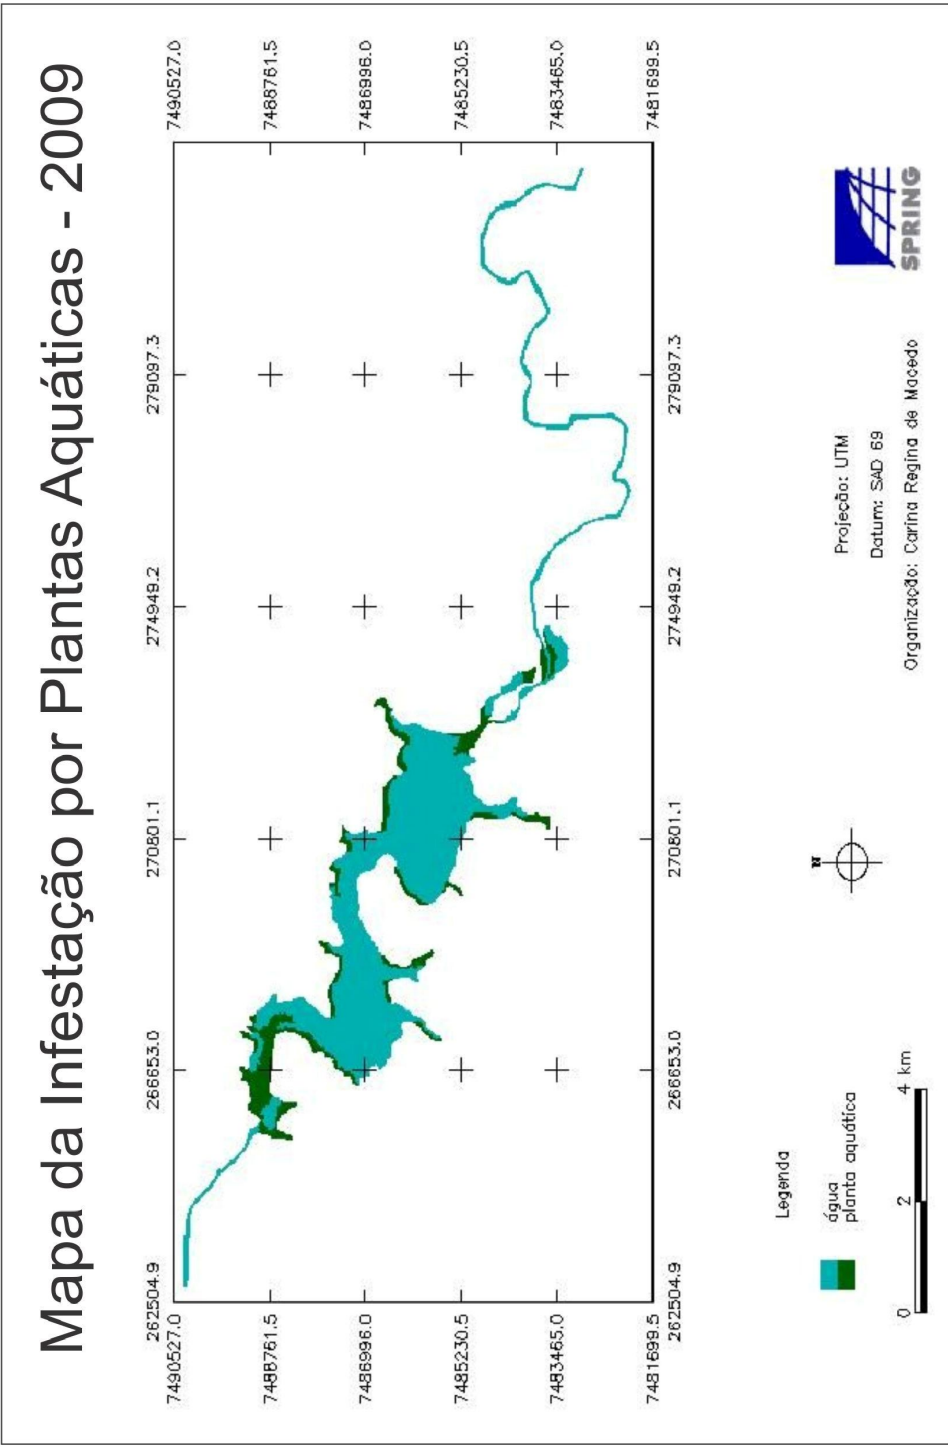 Mapa da Infestação por Plantas Aquáticas - 2009
262504.9
266653.0
270801.1
274949.2
279097.3
7490527.0
7490527.0
7488761.5
7488761.5
7486996.0
7486996.0
7485230.5
7485230.5
7483465.0
7483465.0
7481699.5
7481699.5
262504.9
266653.0
270801.1
274949.2
279097.3
Legenda
água
planta aquática
0 2 4 km
N
Projeção: UTM
Datum: SAD 69
Organização: Carina Regina de Macedo
SPRING